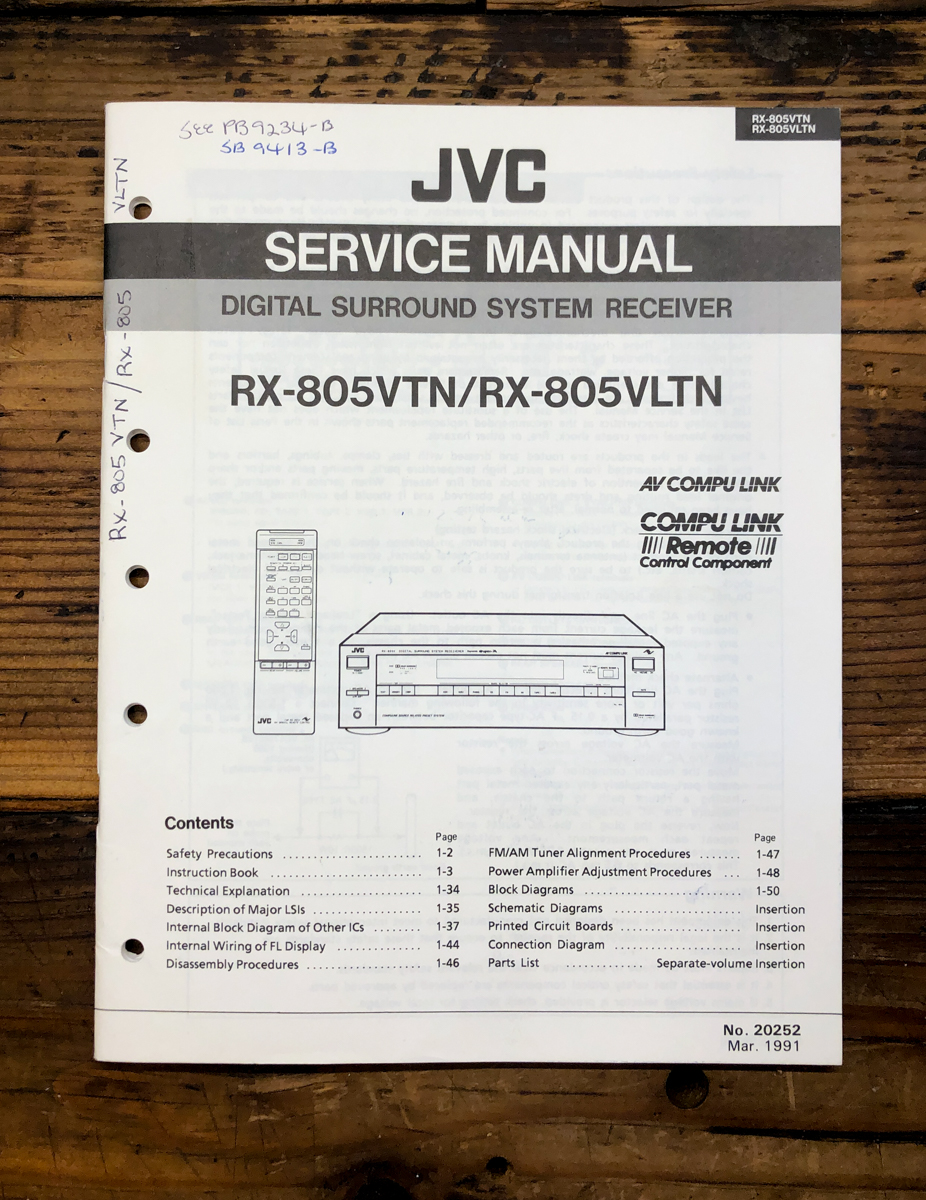 See PB9234-B
SB 9413-B
RX-805VTN
RX-805VLTN
JVC
SERVICE MANUAL
DIGITAL SURROUND SYSTEM RECEIVER
RX-805 VTN / RX-805 VLTN
RX-805VTN/RX-805VLTN
AV COMPU LINK
COMPU LINK
Remote
Control Component
JVC
JVC
Contents
Page
Safety Precautions ........................ 1-2
Instruction Book .......................... 1-3
Technical Explanation ....................... 1-34
Description of Major LSIs .................... 1-35
Internal Block Diagram of Other ICs ........ 1-37
Internal Wiring of FL Display ................ 1-44
Disassembly Procedures ..................... 1-46
Page
FM/AM Tuner Alignment Procedures ....... 1-47
Power Amplifier Adjustment Procedures ... 1-48
Block Diagrams ........................... 1-50
Schematic Diagrams ........................ Insertion
Printed Circuit Boards ...................... Insertion
Connection Diagram ....................... Insertion
Parts List ............ Separate-volume Insertion
No. 20252
Mar. 1991